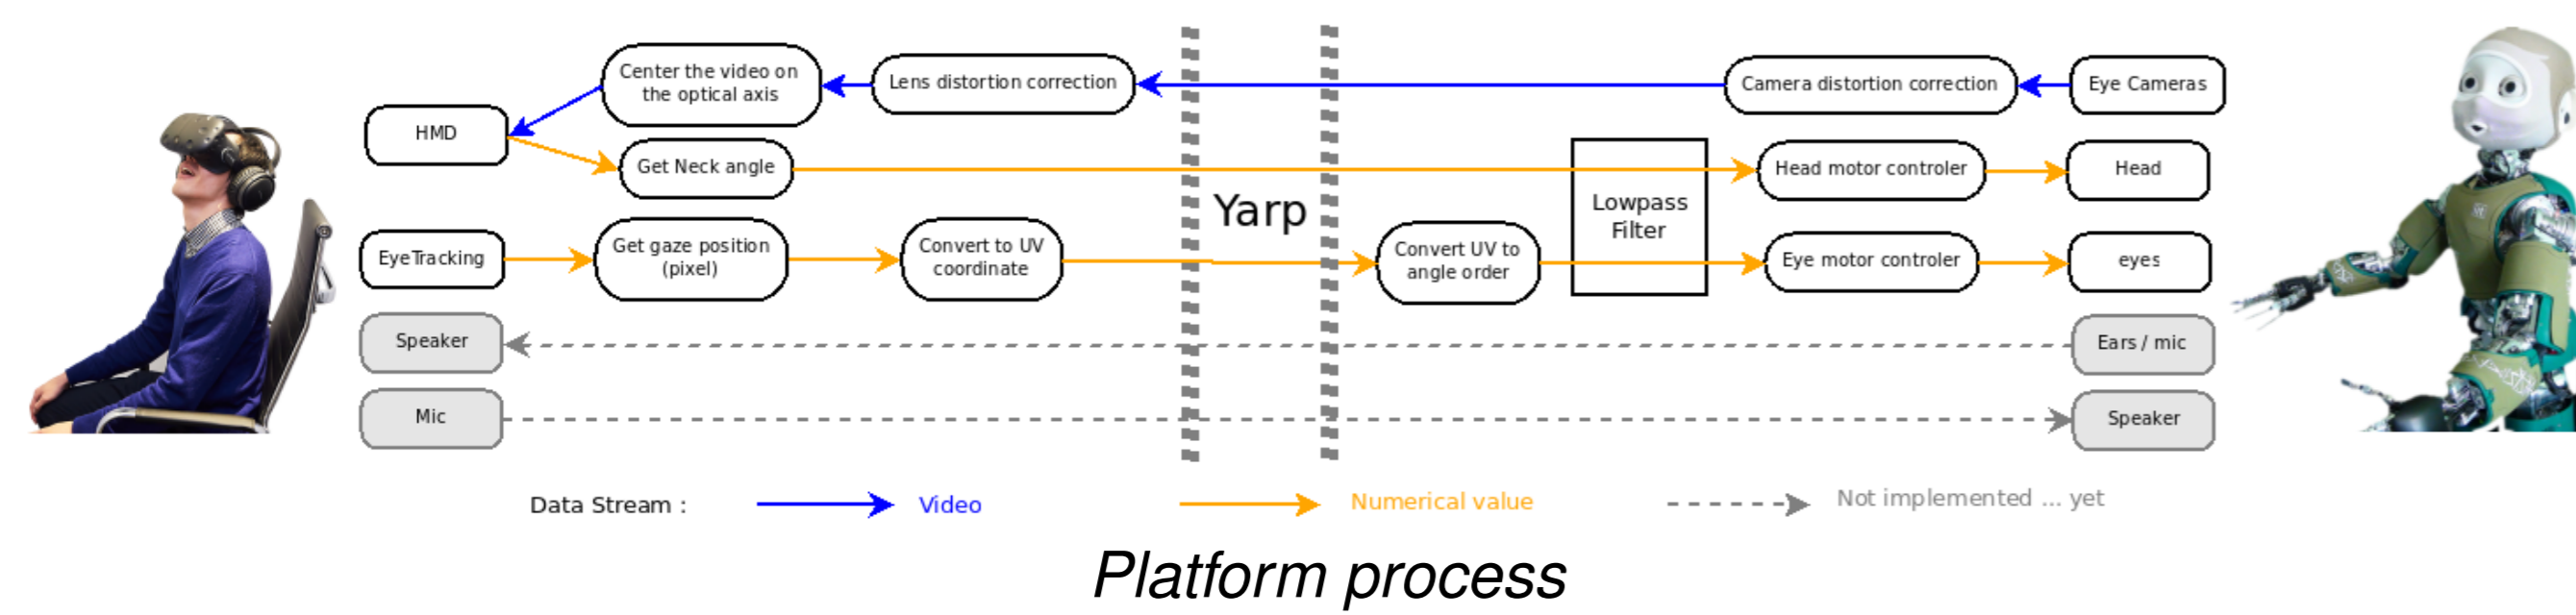 Center the video on
the optical axis
Lens distortion correction
Camera distortion correction
Eye Cameras
HMD
Get Neck angle
Head motor controler
Head
Yarp
Lowpass
Filter
EyeTracking
Get gaze position
(pixel)
Convert to UV
coordinate
Convert UV to
angle order
Eye motor controler
eyes
Speaker
Ears / mic
Mic
Speaker
Data Stream :
Video
Numerical value
Not implemented ... yet
Platform process